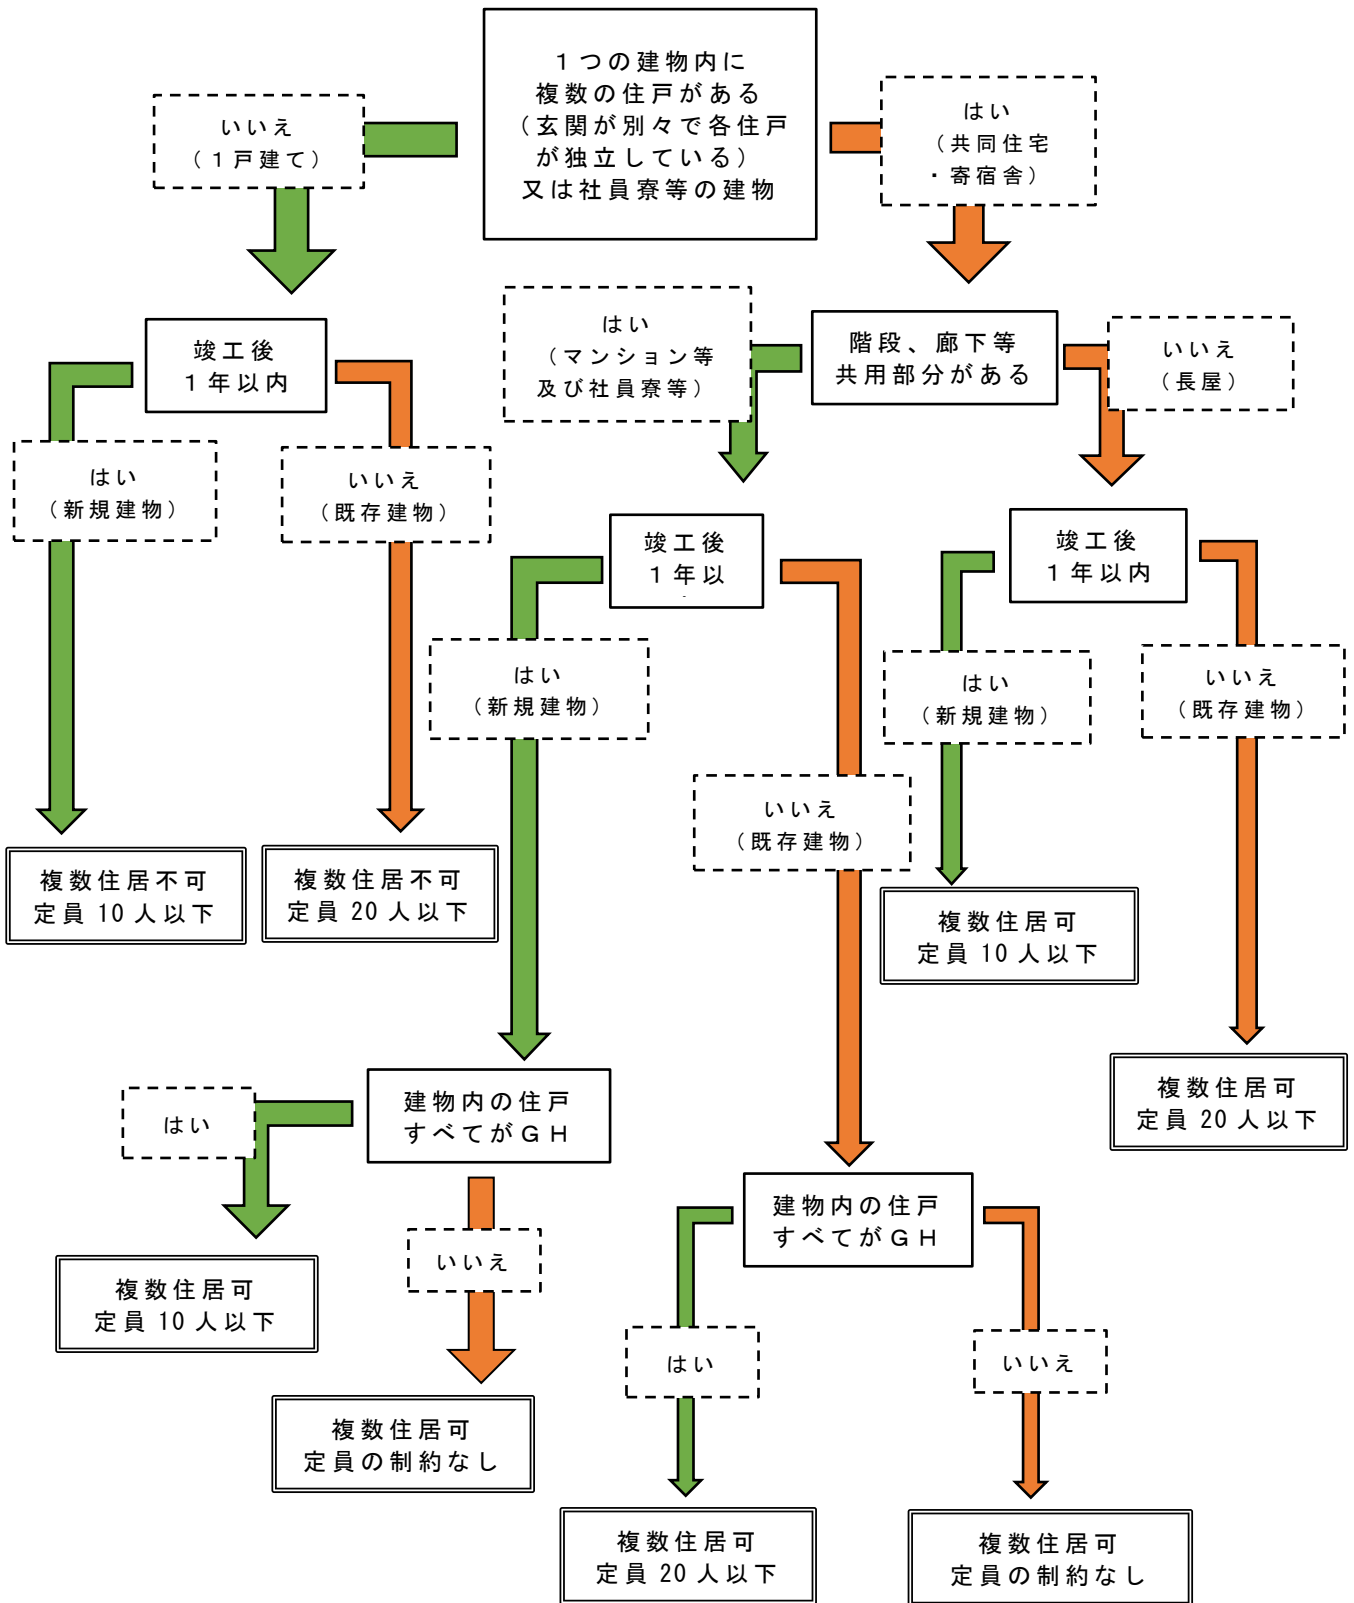 １つの建物内に
複数の住戸がある
（玄関が別々で各住戸
が独立している）
又は社員寮等の建物
いいえ
（１戸建て）
はい
（共同住宅
・寄宿舎）
竣工後
１年以内
はい
（マンション等
及び社員寮等）
階段、廊下等
共用部分がある
いいえ
（長屋）
はい
（新規建物）
いいえ
（既存建物）
竣工後
１年以
竣工後
１年以内
はい
（新規建物）
はい
（新規建物）
いいえ
（既存建物）
いいえ
（既存建物）
複数住居不可
定員 10 人以下
複数住居不可
定員 20 人以下
複数住居可
定員 10 人以下
複数住居可
定員 20 人以下
はい
建物内の住戸
すべてがＧＨ
建物内の住戸
すべてがＧＨ
いいえ
複数住居可
定員 10 人以下
はい
いいえ
複数住居可
定員の制約なし
複数住居可
定員 20 人以下
複数住居可
定員の制約なし